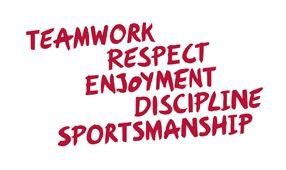 TEAMWORK
RESPECT
ENJOYMENT
DISCIPLINE
SPORTSMANSHIP